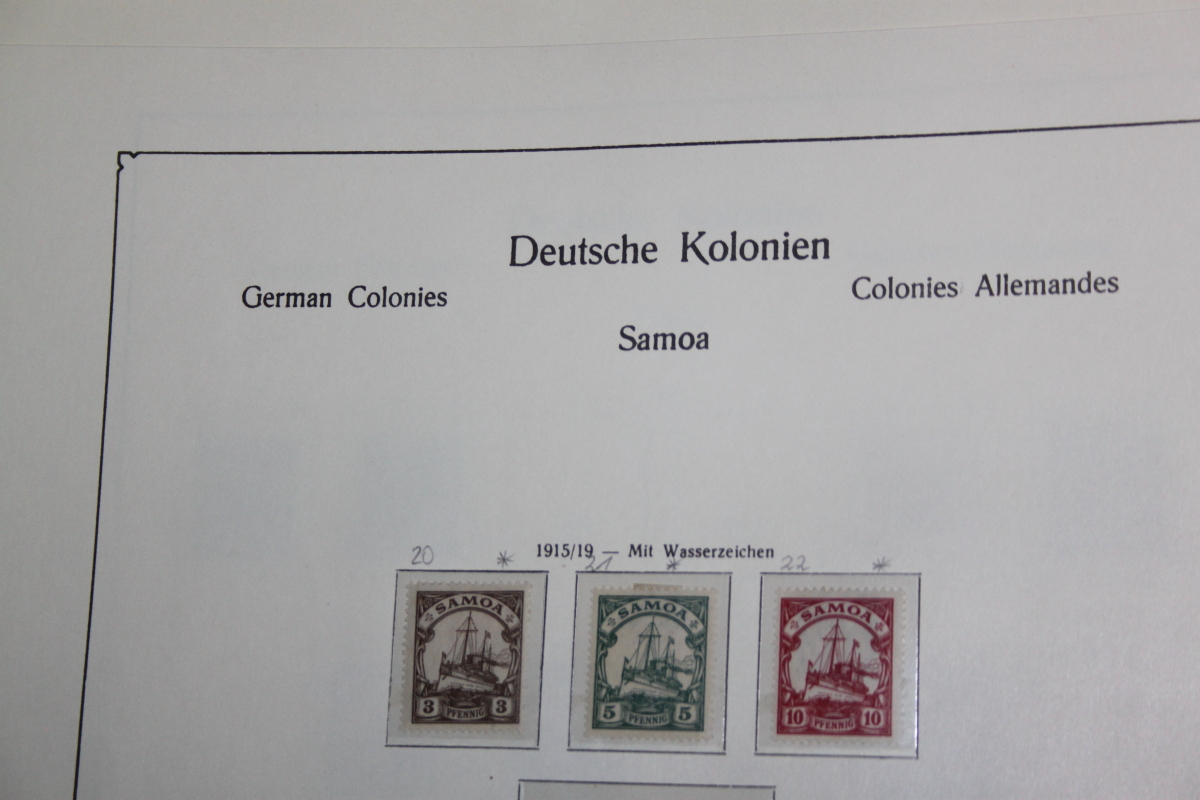 Deutsche Kolonien
German Colonies
Colonies Allemandes
Samoa
1915/19 — Mit Wasserzeichen
20 * 21 * 22 *
SAMOA
3 PFENNIG 3
SAMOA
5 PFENNIG 5
SAMOA
10 PFENNIG 10